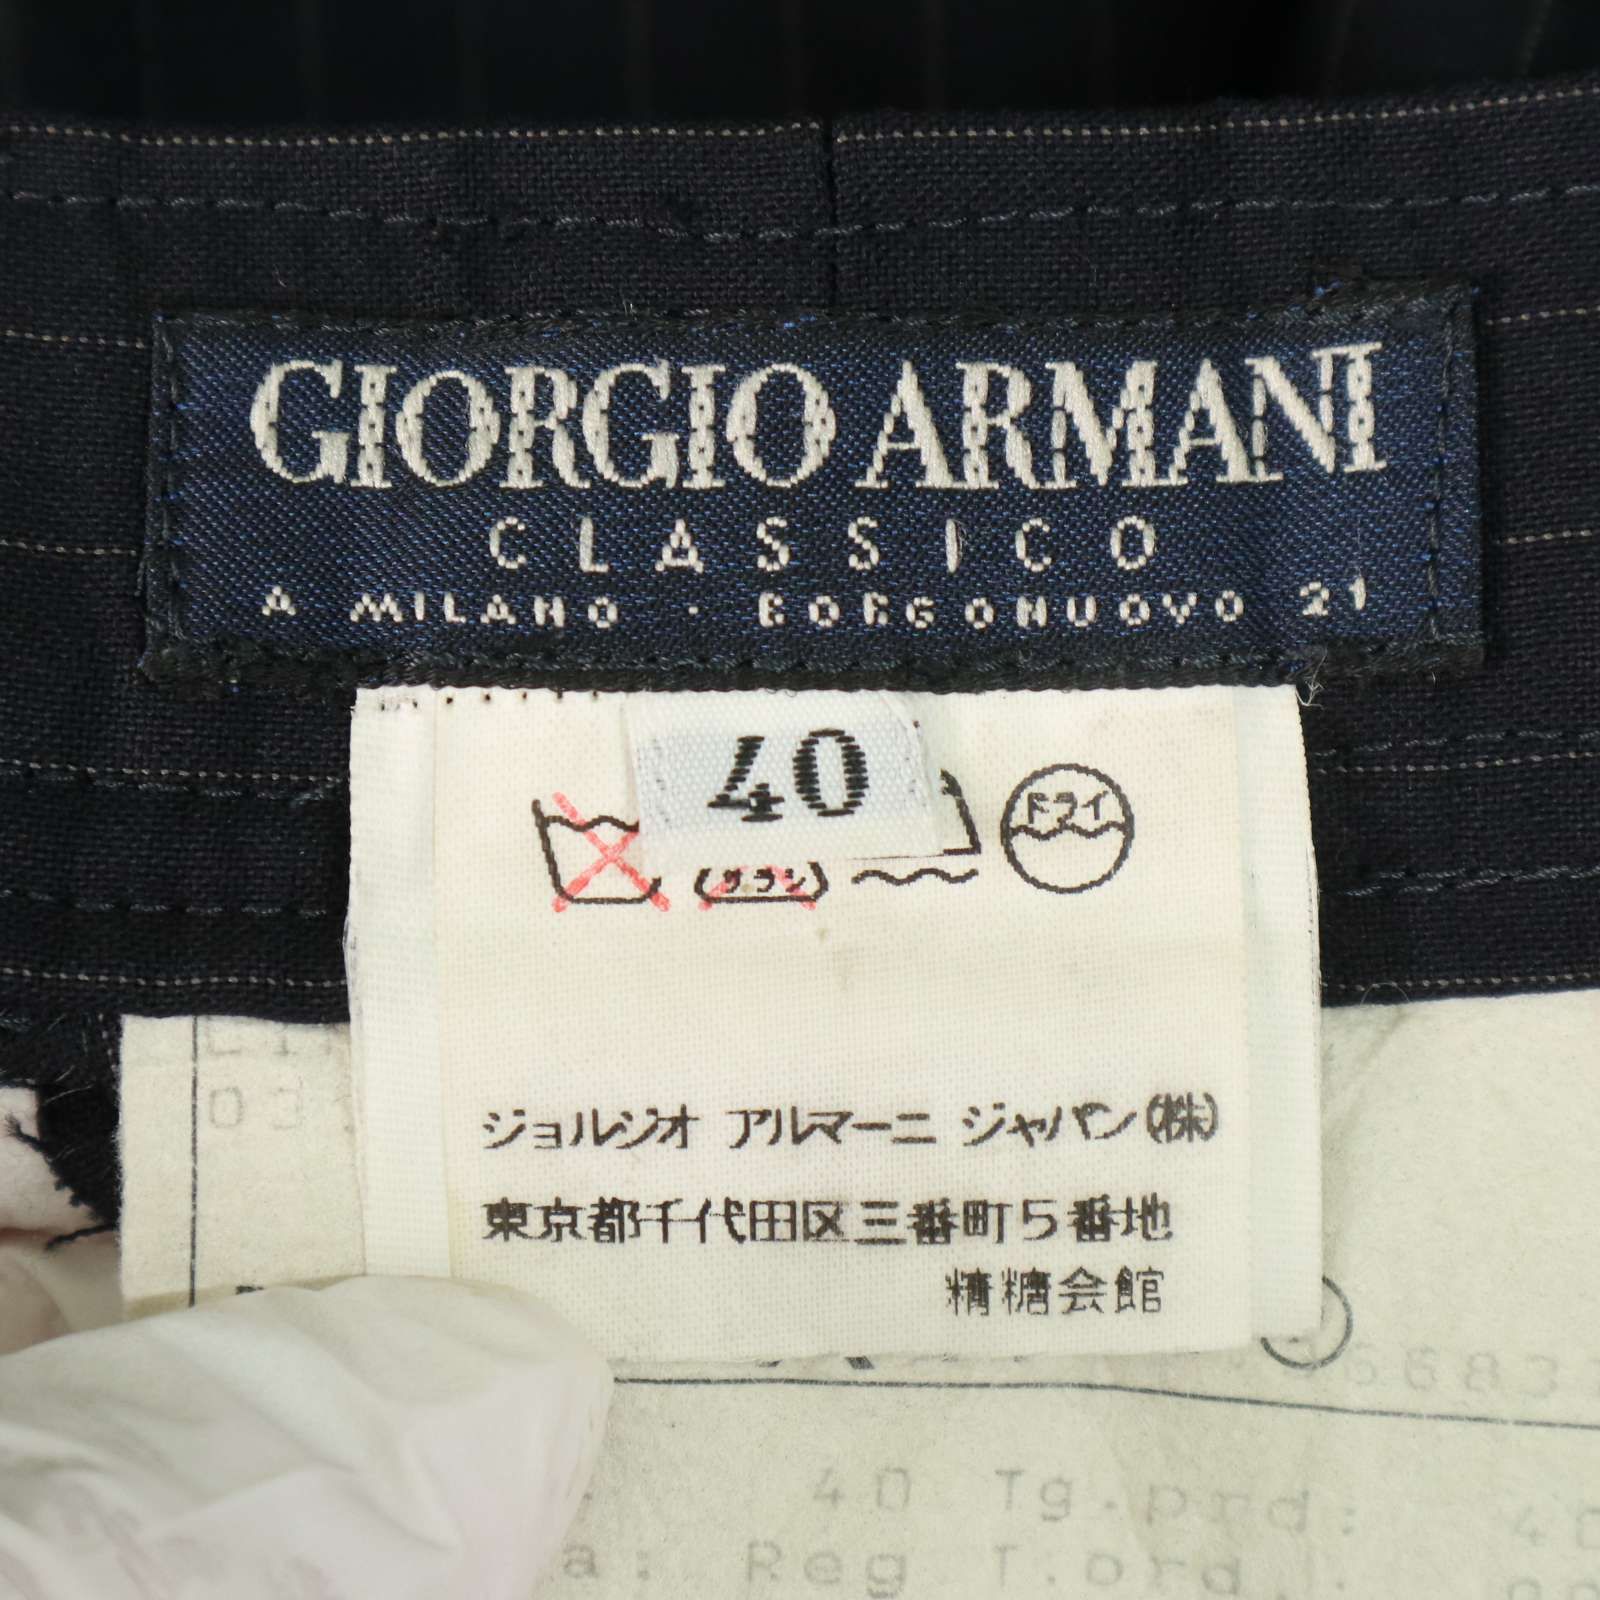 GIORGIO ARMANI
CLASSICO
A MILANO · BORGONUOVO 21
40
ドライ
ジョルジオ アルマーニ ジャパン(株)
東京都千代田区三番町5番地
精糖会館
40 Tg.prd: 40
a: Reg T.ord.: